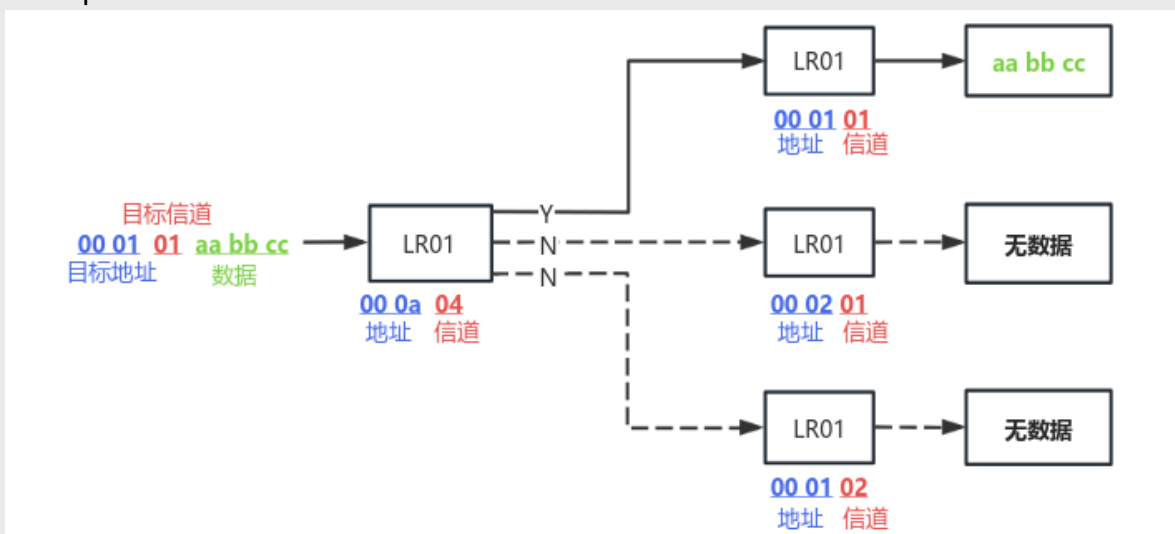 LR01
aa bb cc
00 01 01
地址 信道
目标信道
00 01 01 aa bb cc
目标地址 数据
LR01
00 0a 04
地址 信道
Y
N
N
LR01
无数据
00 02 01
地址 信道
LR01
无数据
00 01 02
地址 信道